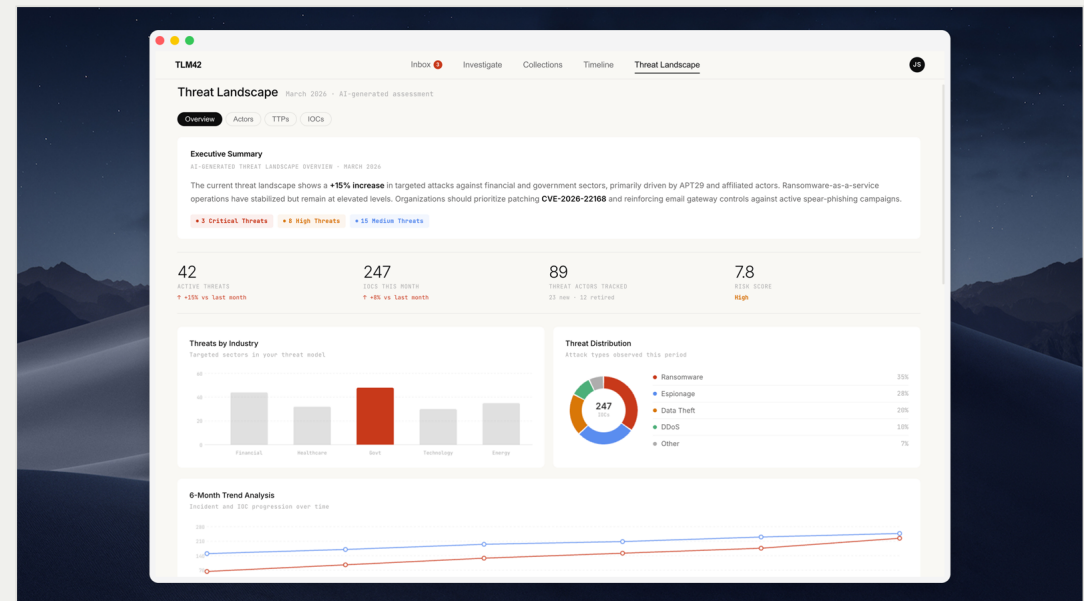 TLM42
Inbox 3 Investigate Collections Timeline Threat Landscape
JS
Threat Landscape March 2026 · AI-generated assessment
Overview Actors TTPs IOCs
Executive Summary
AI-GENERATED THREAT LANDSCAPE OVERVIEW · MARCH 2026
The current threat landscape shows a +15% increase in targeted attacks against financial and government sectors, primarily driven by APT29 and affiliated actors. Ransomware-as-a-service
operations have stabilized but remain at elevated levels. Organizations should prioritize patching CVE-2026-22168 and reinforcing email gateway controls against active spear-phishing campaigns.
3 Critical Threats 8 High Threats 15 Medium Threats
42
ACTIVE THREATS
↑ +15% vs last month
247
IOCS THIS MONTH
↑ +8% vs last month
89
THREAT ACTORS TRACKED
23 new · 12 retired
7.8
RISK SCORE
High
Threats by Industry
Targeted sectors in your threat model
60
40
20
0
Financial Healthcare Govt Technology Energy
Threat Distribution
Attack types observed this period
247
IOCs
Ransomware 35%
Espionage 28%
Data Theft 20%
DDoS 10%
Other 7%
6-Month Trend Analysis
Incident and IOC progression over time
280
210
140
70